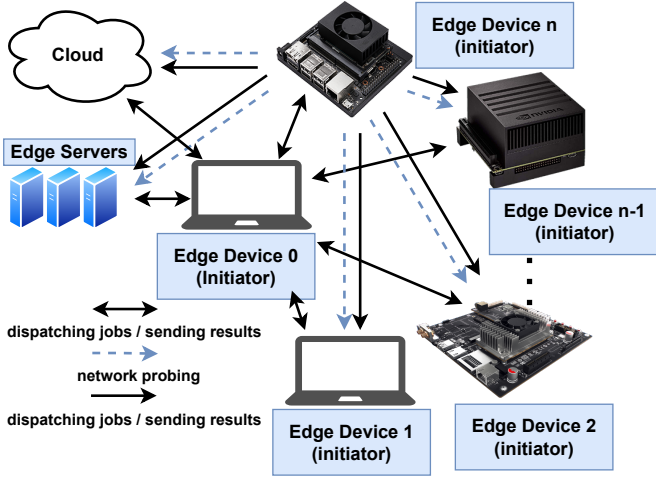 Cloud
Edge Device n
(initiator)
Edge Servers
NVIDIA
Edge Device n-1
(initiator)
Edge Device 0
(Initiator)
dispatching jobs / sending results
network probing
dispatching jobs / sending results
Edge Device 1
(initiator)
Edge Device 2
(initiator)